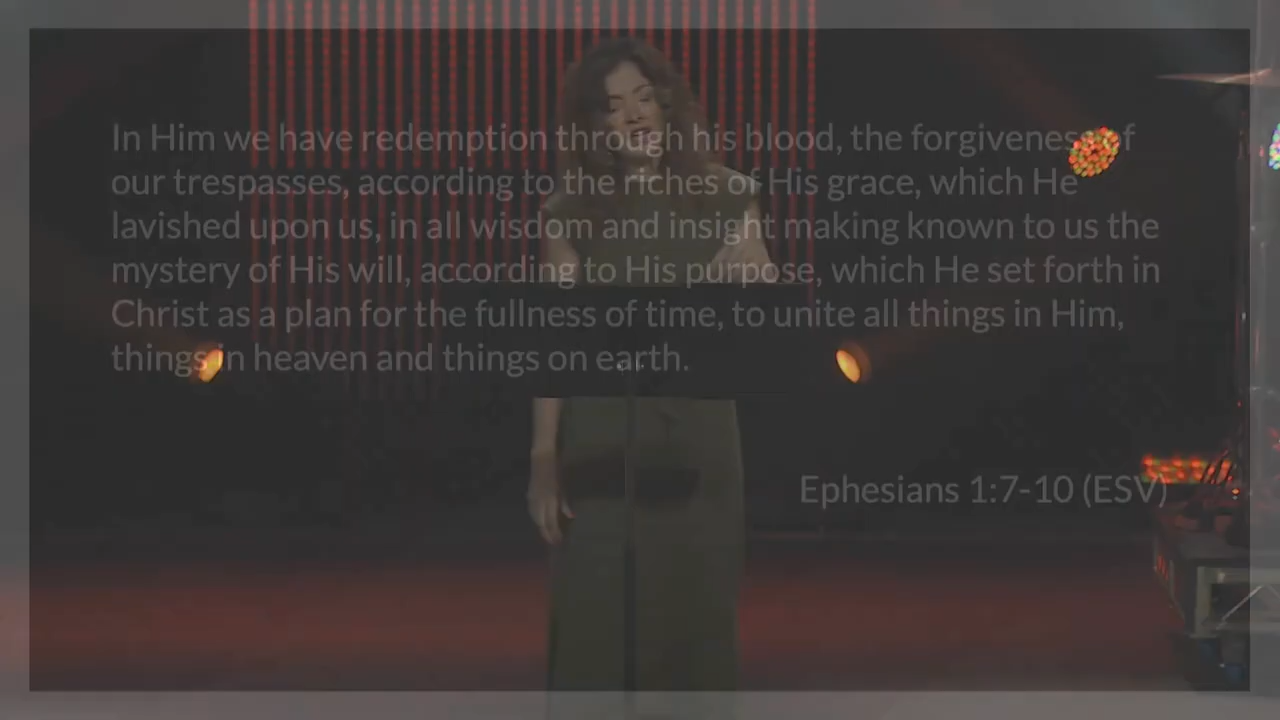 In Him we have redemption through his blood, the forgiveness of
our trespasses, according to the riches of His grace, which He
lavished upon us, in all wisdom and insight making known to us the
mystery of His will, according to His purpose, which He set forth in
Christ as a plan for the fullness of time, to unite all things in Him,
things in heaven and things on earth.
Ephesians 1:7-10 (ESV)